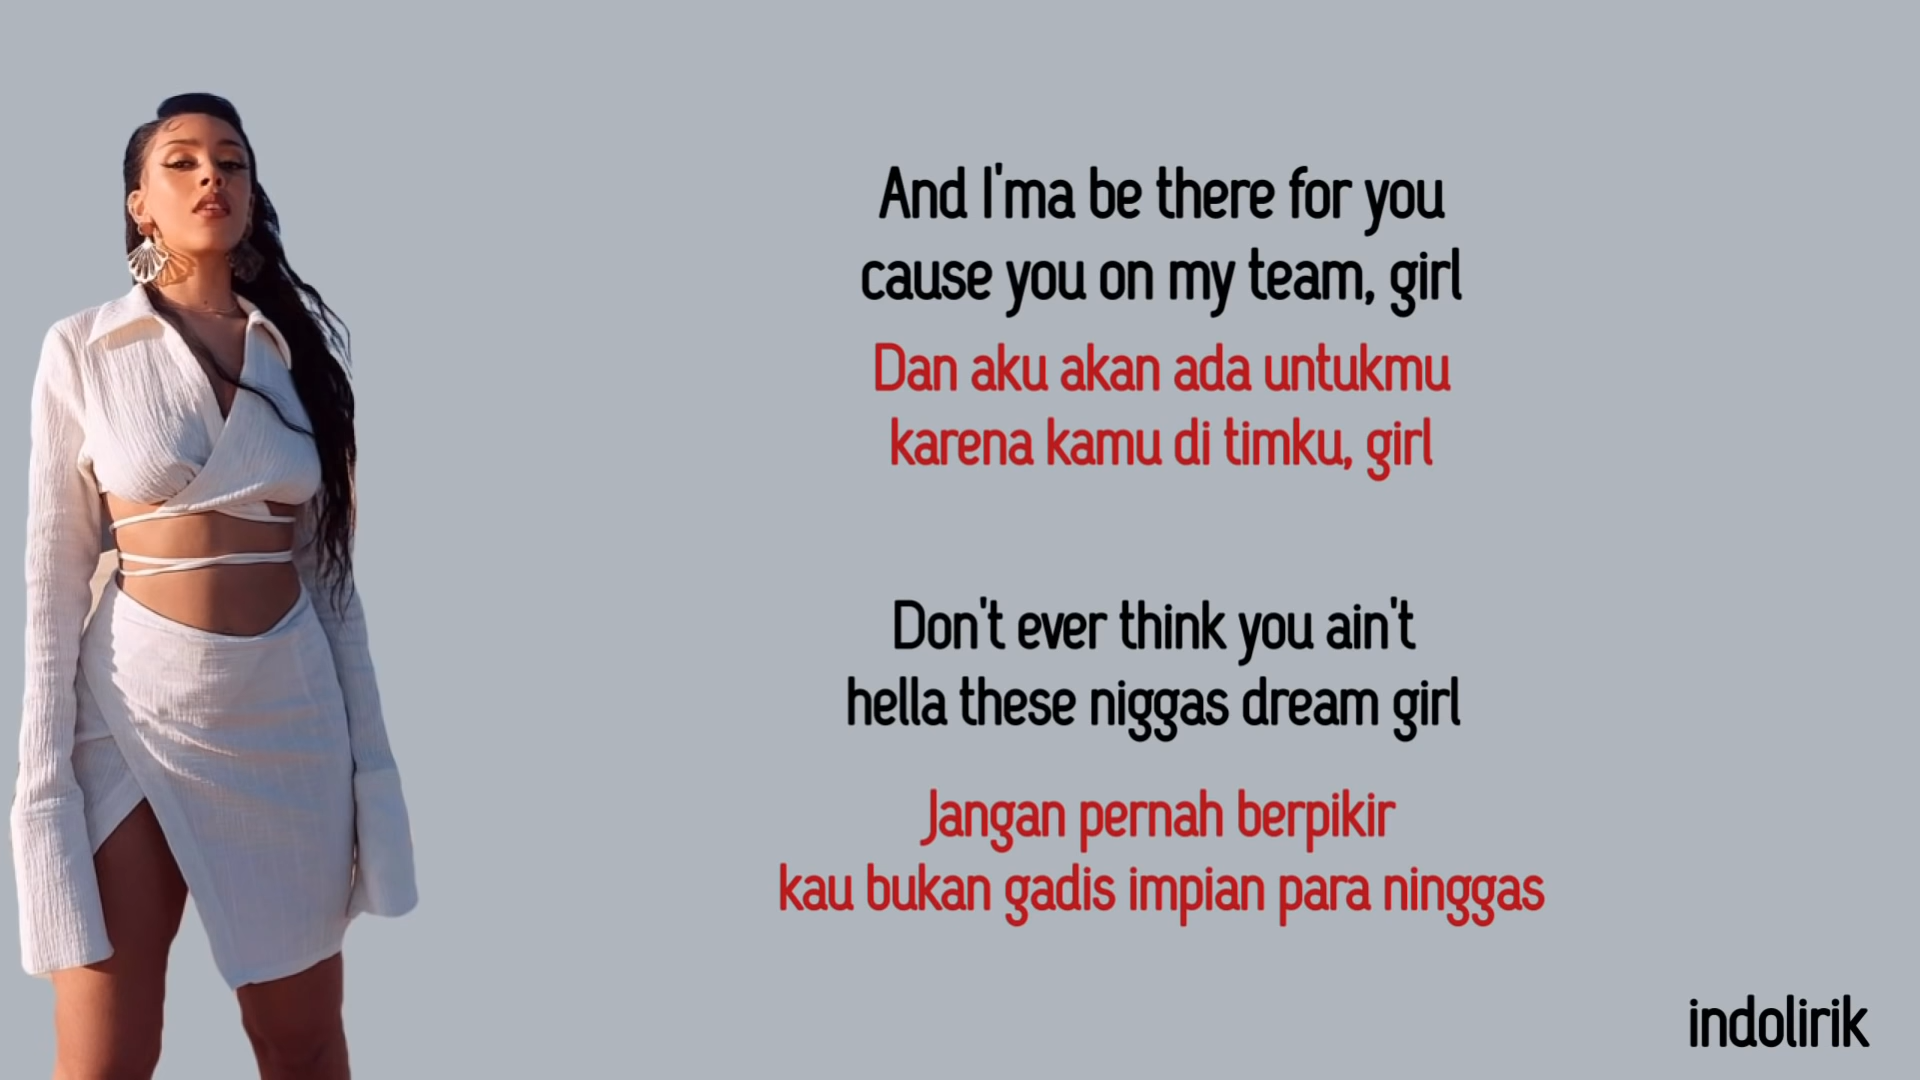 And I'ma be there for you
cause you on my team, girl
Dan aku akan ada untukmu
karena kamu di timku, girl
Don't ever think you ain't
hella these niggas dream girl
Jangan pernah berpikir
kau bukan gadis impian para ninggas
indolirik